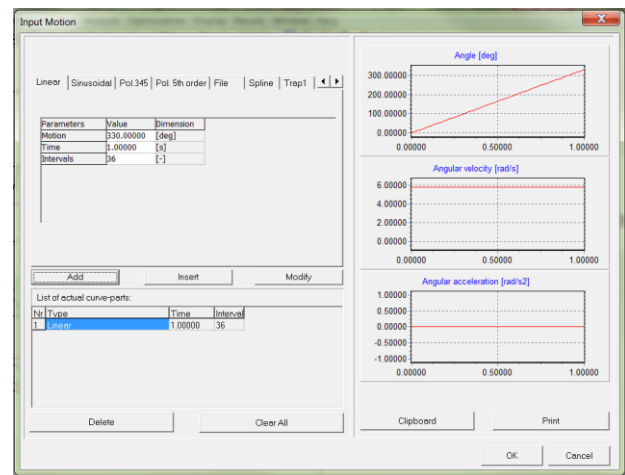 Input Motion
Linear Sinusoidal Pol.345 Pol. 5th order File Spline Trap1
Parameters Value Dimension
Motion 330.00000 [deg]
Time 1.00000 [s]
Intervals 36 [-]
Add Insert Modify
List of actual curve-parts:
Nr Type Time Interval
1 Linear 1.00000 36
Delete Clear All
Angle [deg]
300.00000
200.00000
100.00000
0.00000
0.00000 0.50000 1.00000
Angular velocity [rad/s]
6.00000
4.00000
2.00000
0.00000
0.00000 0.50000 1.00000
Angular acceleration [rad/s2]
1.00000
0.50000
0.00000
-0.50000
-1.00000
0.00000 0.50000 1.00000
Clipboard Print
OK Cancel